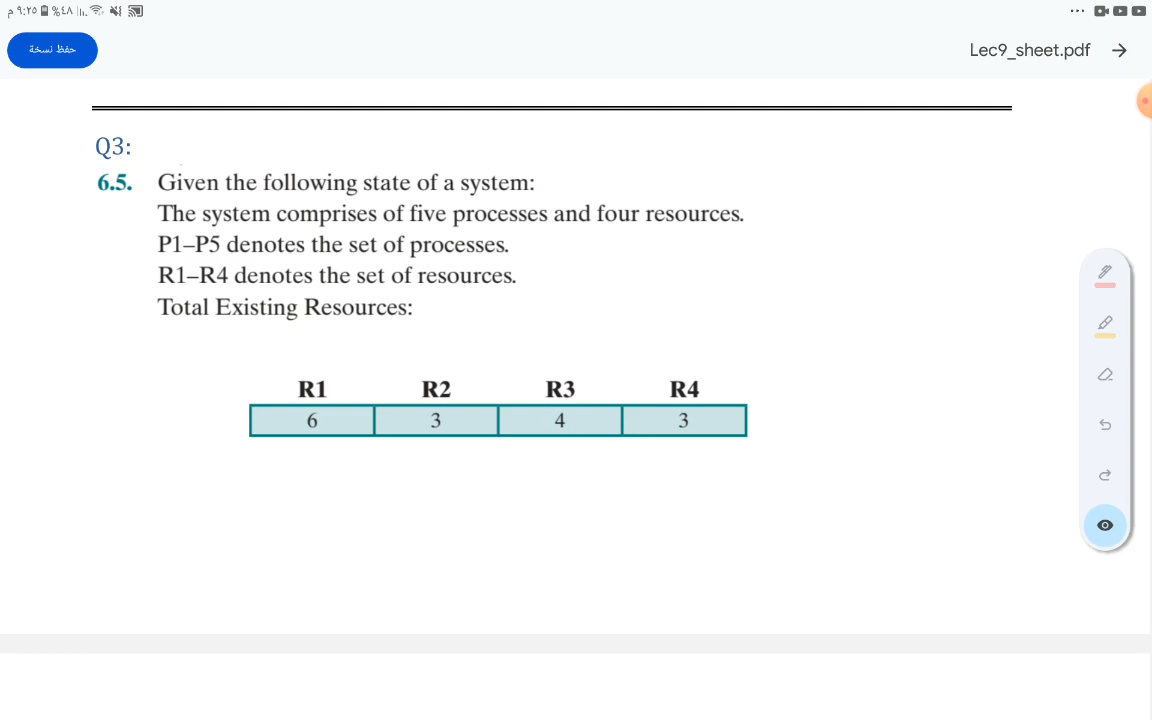 م ٩:٢٥ %٤٨
حفظ نسخة
Lec9_sheet.pdf
Q3:
6.5. Given the following state of a system:
The system comprises of five processes and four resources.
P1–P5 denotes the set of processes.
R1–R4 denotes the set of resources.
Total Existing Resources:
R1 R2 R3 R4
6 3 4 3